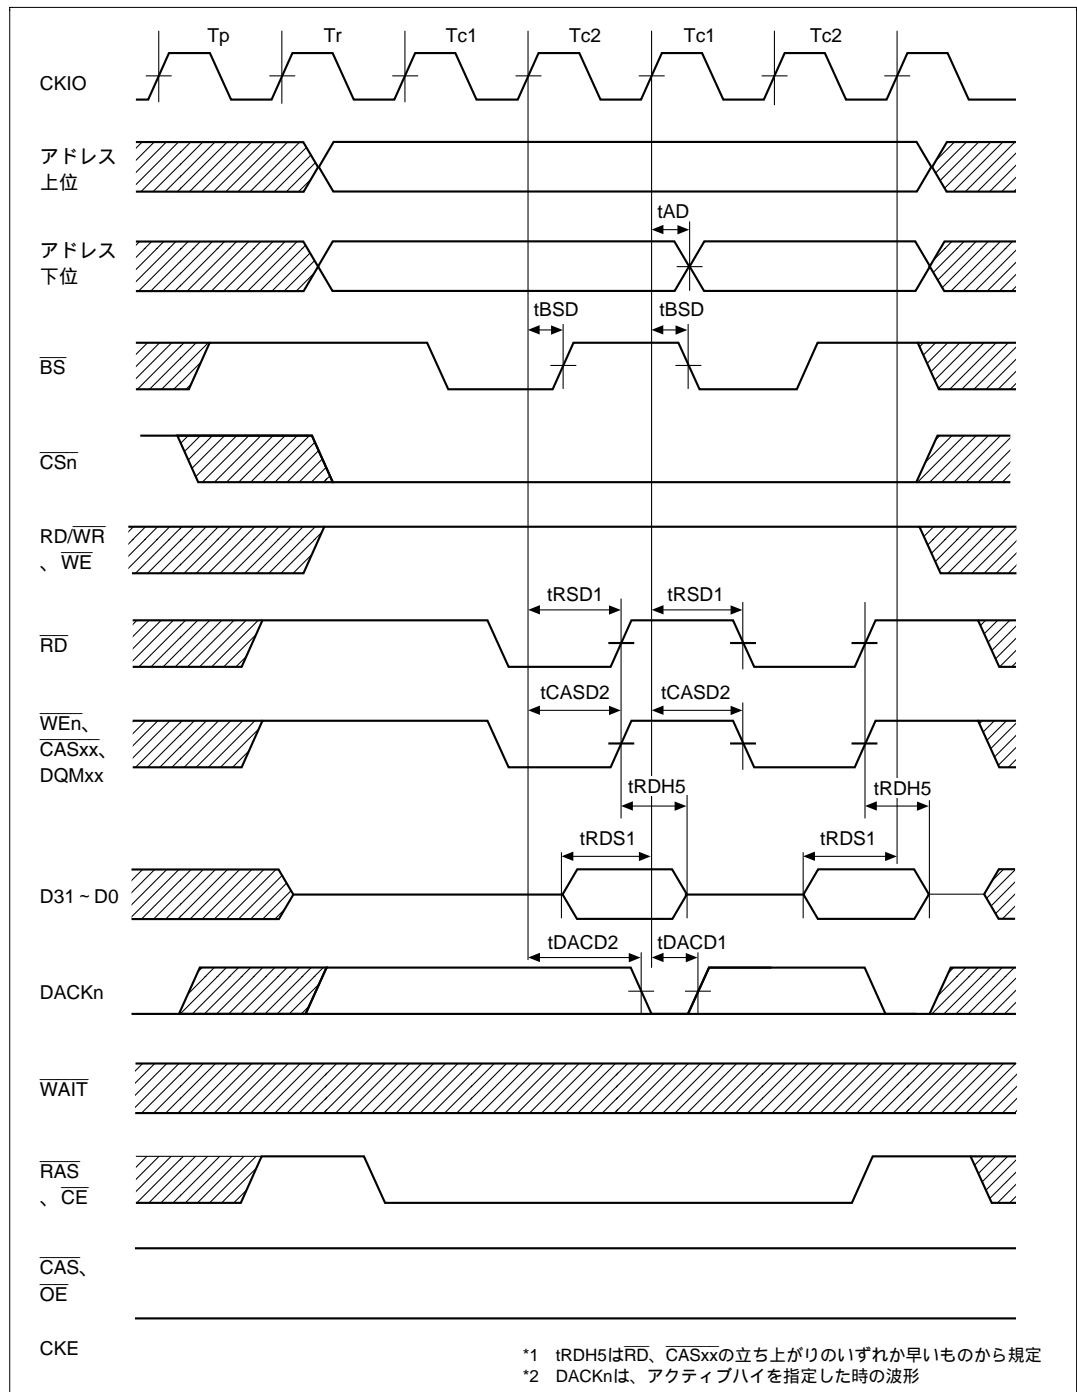 Tp Tr Tc1 Tc2 Tc1 Tc2
CKIO
アドレス
上位
tAD
アドレス
下位
tBSD tBSD
BS
CSn
RD/WR
、WE
tRSD1 tRSD1
RD
tCASD2 tCASD2
WEn、
CASxx、
DQMxx
tRDH5 tRDH5
tRDS1 tRDS1
D31 ~ D0
tDACD2 tDACD1
DACKn
WAIT
RAS
、CE
CAS、
OE
CKE
*1 tRDH5はRD、CASxxの立ち上がりのいずれか早いものから規定
*2 DACKnは、アクティブハイを指定した時の波形